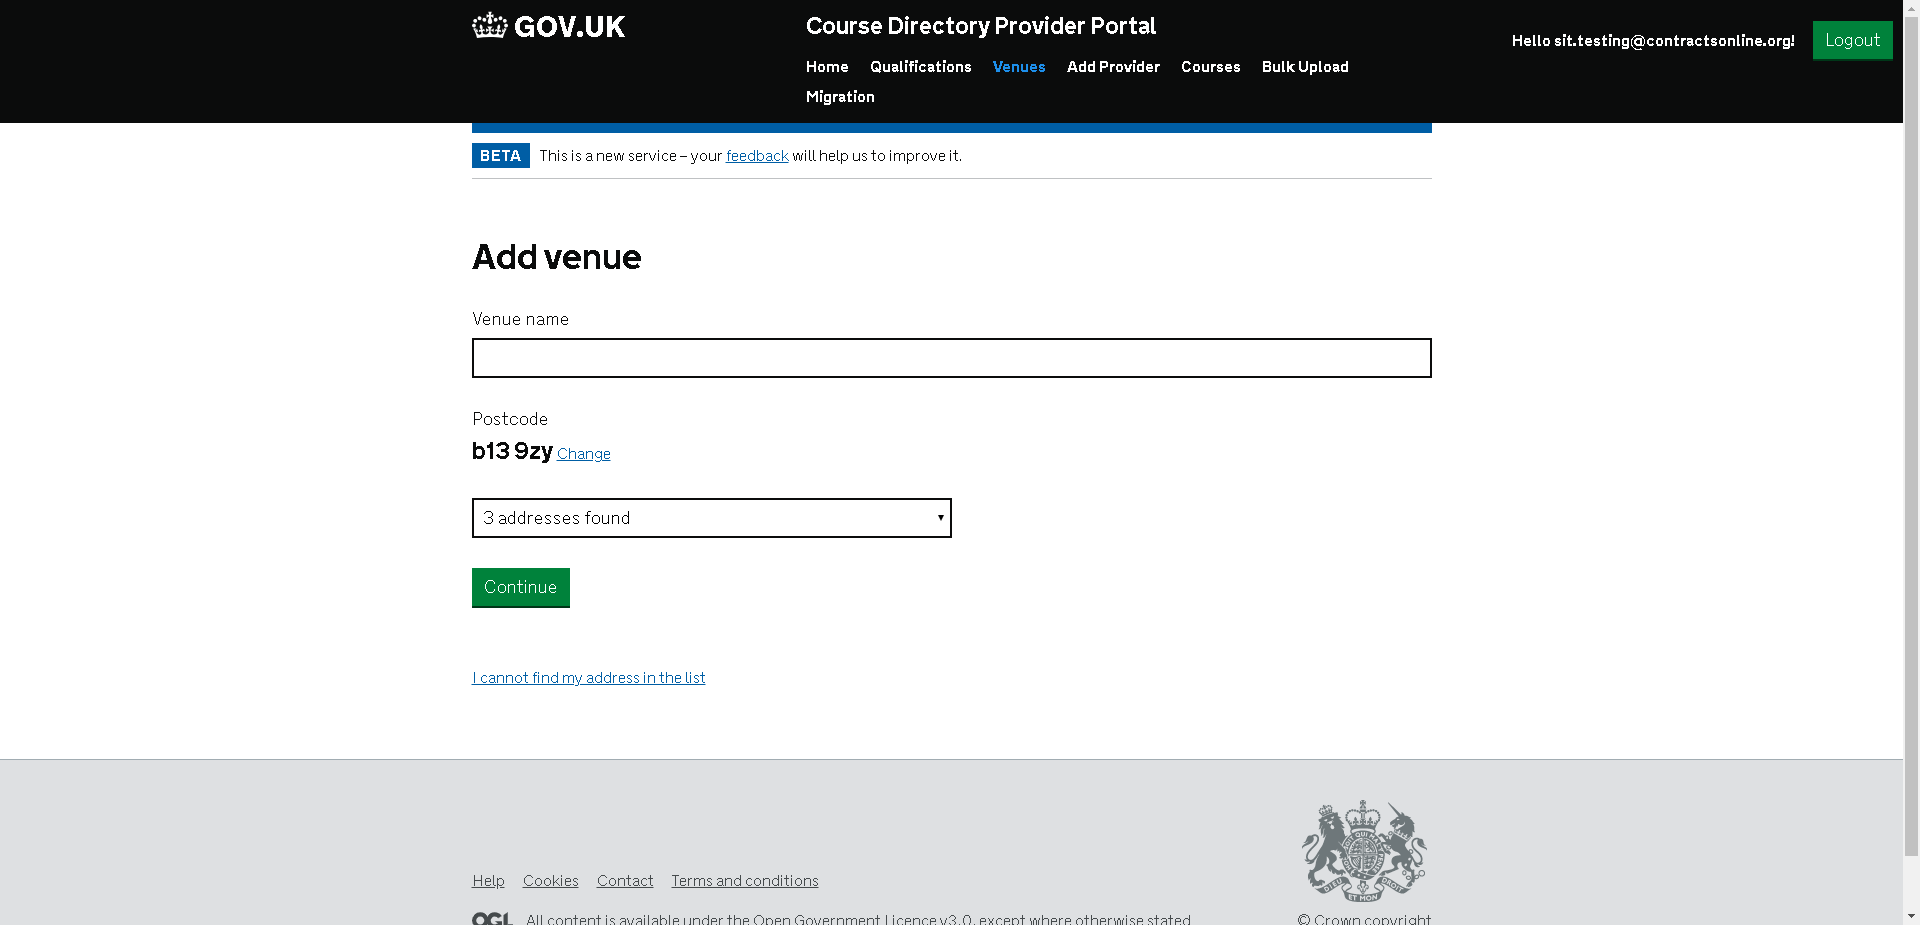 GOV.UK
Course Directory Provider Portal
Hello sit.testing@contractsonline.org!
Logout
Home Qualifications Venues Add Provider Courses Bulk Upload
Migration
BETA This is a new service – your feedback will help us to improve it.
Add venue
Venue name
Postcode
b13 9zy Change
3 addresses found
Continue
I cannot find my address in the list
Help Cookies Contact Terms and conditions
OGL All content is available under the Open Government Licence v3.0, except where otherwise stated
© Crown copyright
DIEU ET MON DROIT